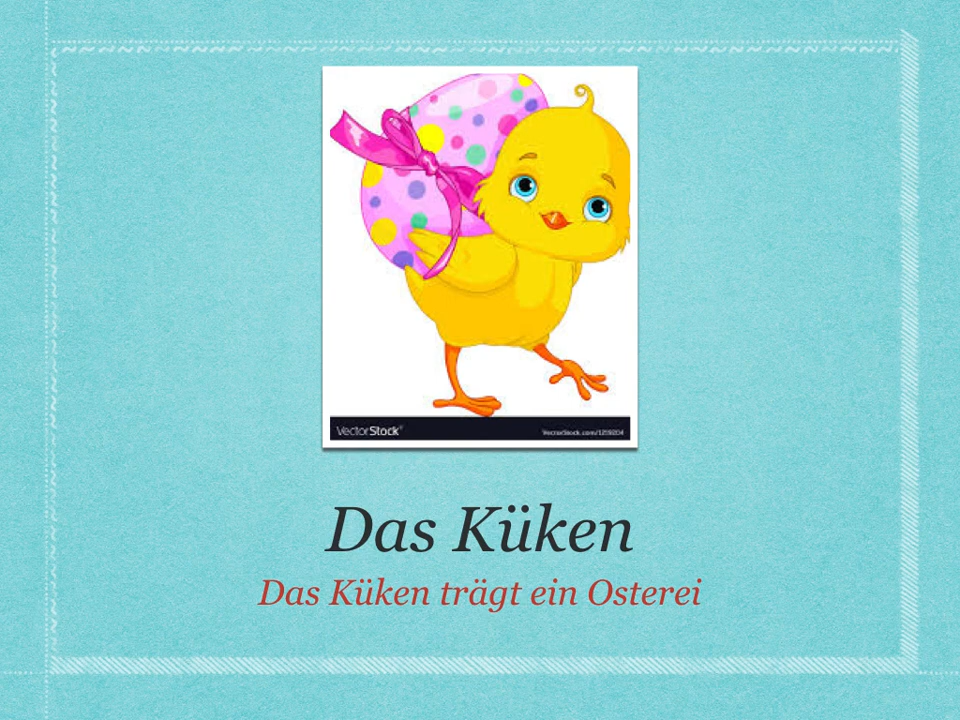 VectorStock®
Das Küken
Das Küken trägt ein Osterei